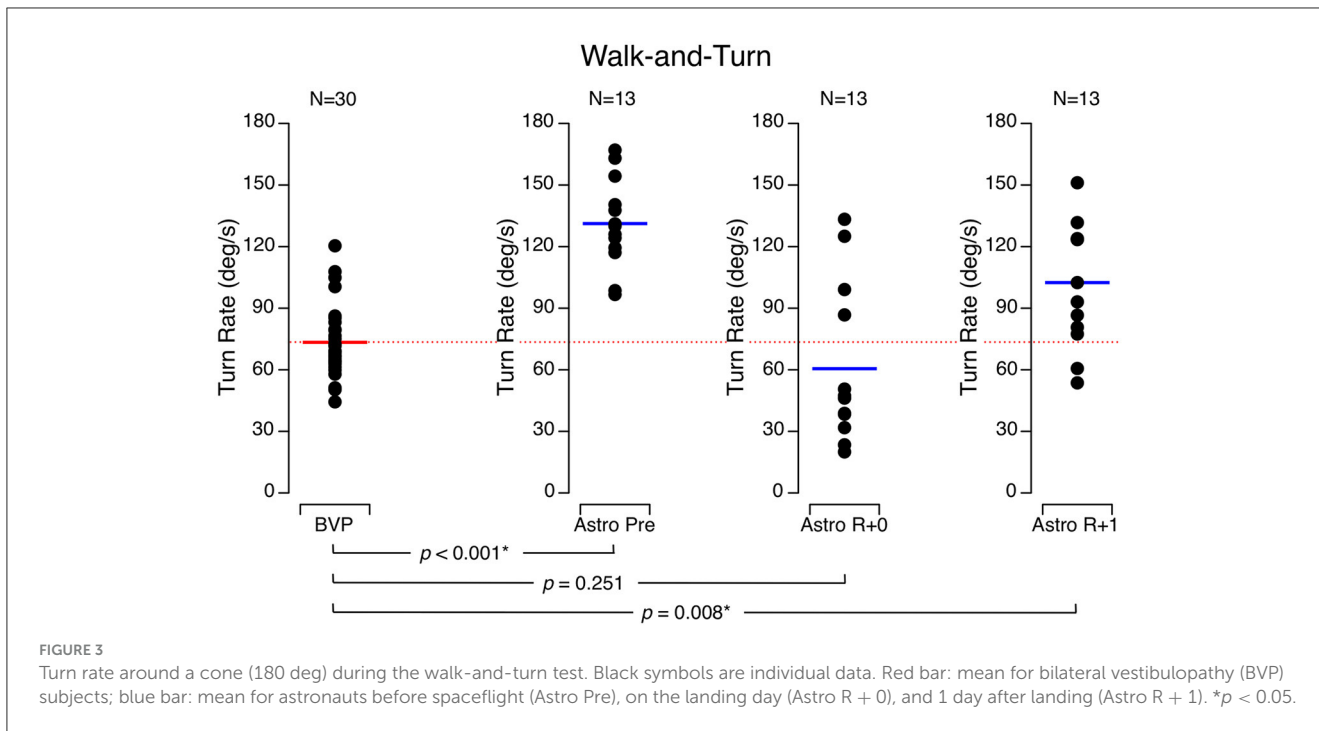 Walk-and-Turn
N=30
N=13
N=13
N=13
180
150
120
90
60
30
0
Turn Rate (deg/s)
180
150
120
90
60
30
0
Turn Rate (deg/s)
180
150
120
90
60
30
0
Turn Rate (deg/s)
180
150
120
90
60
30
0
Turn Rate (deg/s)
BVP
Astro Pre
Astro R+0
Astro R+1
p < 0.001*
p = 0.251
p = 0.008*
FIGURE 3
Turn rate around a cone (180 deg) during the walk-and-turn test. Black symbols are individual data. Red bar: mean for bilateral vestibulopathy (BVP)
subjects; blue bar: mean for astronauts before spaceflight (Astro Pre), on the landing day (Astro R + 0), and 1 day after landing (Astro R + 1). *p < 0.05.